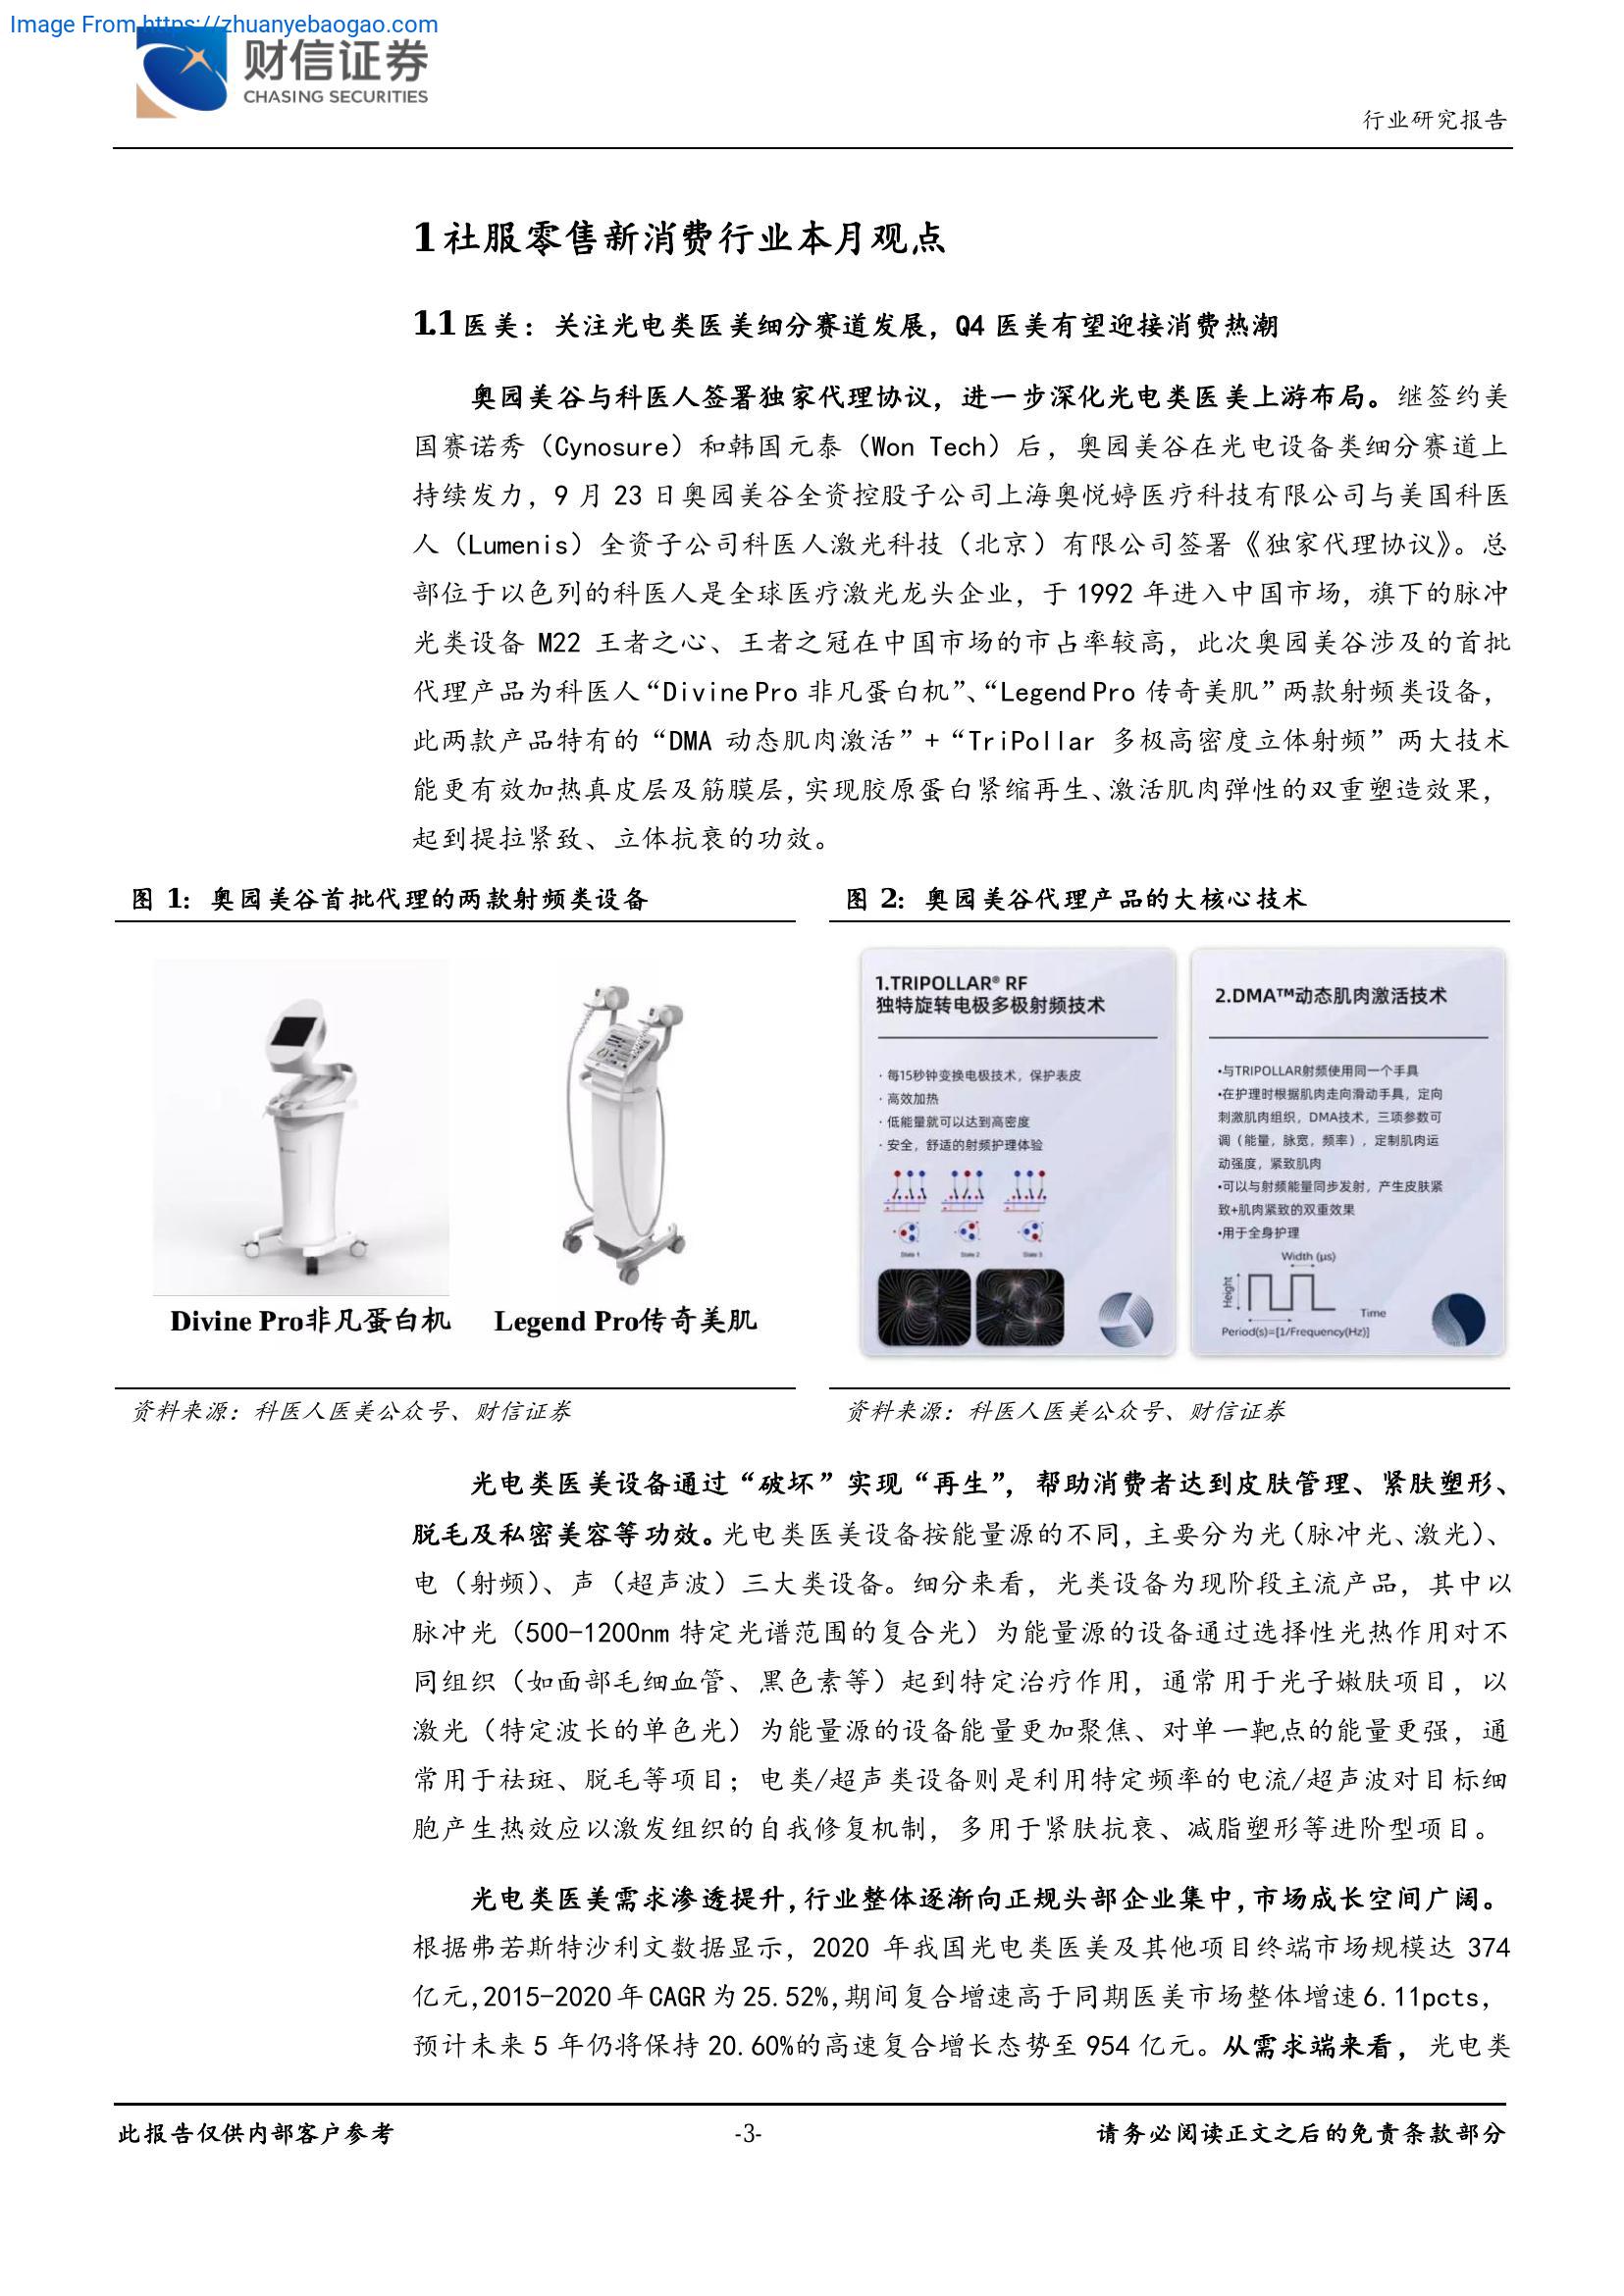 Image From https://zhuanyebaogao.com
财信证券
CHASING SECURITIES
行业研究报告
1 社服零售新消费行业本月观点
1.1 医美：关注光电类医美细分赛道发展，Q4 医美有望迎接消费热潮
奥园美谷与科医人签署独家代理协议，进一步深化光电类医美上游布局。继签约美
国赛诺秀（Cynosure）和韩国元泰（Won Tech）后，奥园美谷在光电设备类细分赛道上
持续发力，9 月 23 日奥园美谷全资控股子公司上海奥悦婷医疗科技有限公司与美国科医
人（Lumenis）全资子公司科医人激光科技（北京）有限公司签署《独家代理协议》。总
部位于以色列的科医人是全球医疗激光龙头企业，于 1992 年进入中国市场，旗下的脉冲
光类设备 M22 王者之心、王者之冠在中国市场的市占率较高，此次奥园美谷涉及的首批
代理产品为科医人“Divine Pro 非凡蛋白机”、“Legend Pro 传奇美肌”两款射频类设备，
此两款产品特有的“DMA 动态肌肉激活”+“TriPollar 多极高密度立体射频”两大技术
能更有效加热真皮层及筋膜层，实现胶原蛋白紧缩再生、激活肌肉弹性的双重塑造效果，
起到提拉紧致、立体抗衰的功效。
图 1：奥园美谷首批代理的两款射频类设备
Divine Pro非凡蛋白机 Legend Pro传奇美肌
资料来源：科医人医美公众号、财信证券
图 2：奥园美谷代理产品的大核心技术
1.TRIPOLLAR® RF
独特旋转电极多极射频技术
· 每15秒钟变换电极技术，保护表皮
· 高效加热
· 低能量就可以达到高密度
· 安全，舒适的射频护理体验
State 1 State 2 State 3
2.DMA™动态肌肉激活技术
•与TRIPOLLAR射频使用同一个手具
•在护理时根据肌肉走向滑动手具，定向
刺激肌肉组织，DMA技术，三项参数可
调（能量，脉宽，频率），定制肌肉运
动强度，紧致肌肉
•可以与射频能量同步发射，产生皮肤紧
致+肌肉紧致的双重效果
•用于全身护理
Width (μs)
Height
Time
Period(s)=[1/Frequency(Hz)]
资料来源：科医人医美公众号、财信证券
光电类医美设备通过“破坏”实现“再生”，帮助消费者达到皮肤管理、紧肤塑形、
脱毛及私密美容等功效。光电类医美设备按能量源的不同，主要分为光（脉冲光、激光）、
电（射频）、声（超声波）三大类设备。细分来看，光类设备为现阶段主流产品，其中以
脉冲光（500-1200nm 特定光谱范围的复合光）为能量源的设备通过选择性光热作用对不
同组织（如面部毛细血管、黑色素等）起到特定治疗作用，通常用于光子嫩肤项目，以
激光（特定波长的单色光）为能量源的设备能量更加聚焦、对单一靶点的能量更强，通
常用于祛斑、脱毛等项目；电类/超声类设备则是利用特定频率的电流/超声波对目标细
胞产生热效应以激发组织的自我修复机制，多用于紧肤抗衰、减脂塑形等进阶型项目。
光电类医美需求渗透提升，行业整体逐渐向正规头部企业集中，市场成长空间广阔。
根据弗若斯特沙利文数据显示，2020 年我国光电类医美及其他项目终端市场规模达 374
亿元，2015-2020 年 CAGR 为 25.52%，期间复合增速高于同期医美市场整体增速 6.11pcts，
预计未来 5 年仍将保持 20.60%的高速复合增长态势至 954 亿元。从需求端来看，光电类
此报告仅供内部客户参考
-3-
请务必阅读正文之后的免责条款部分